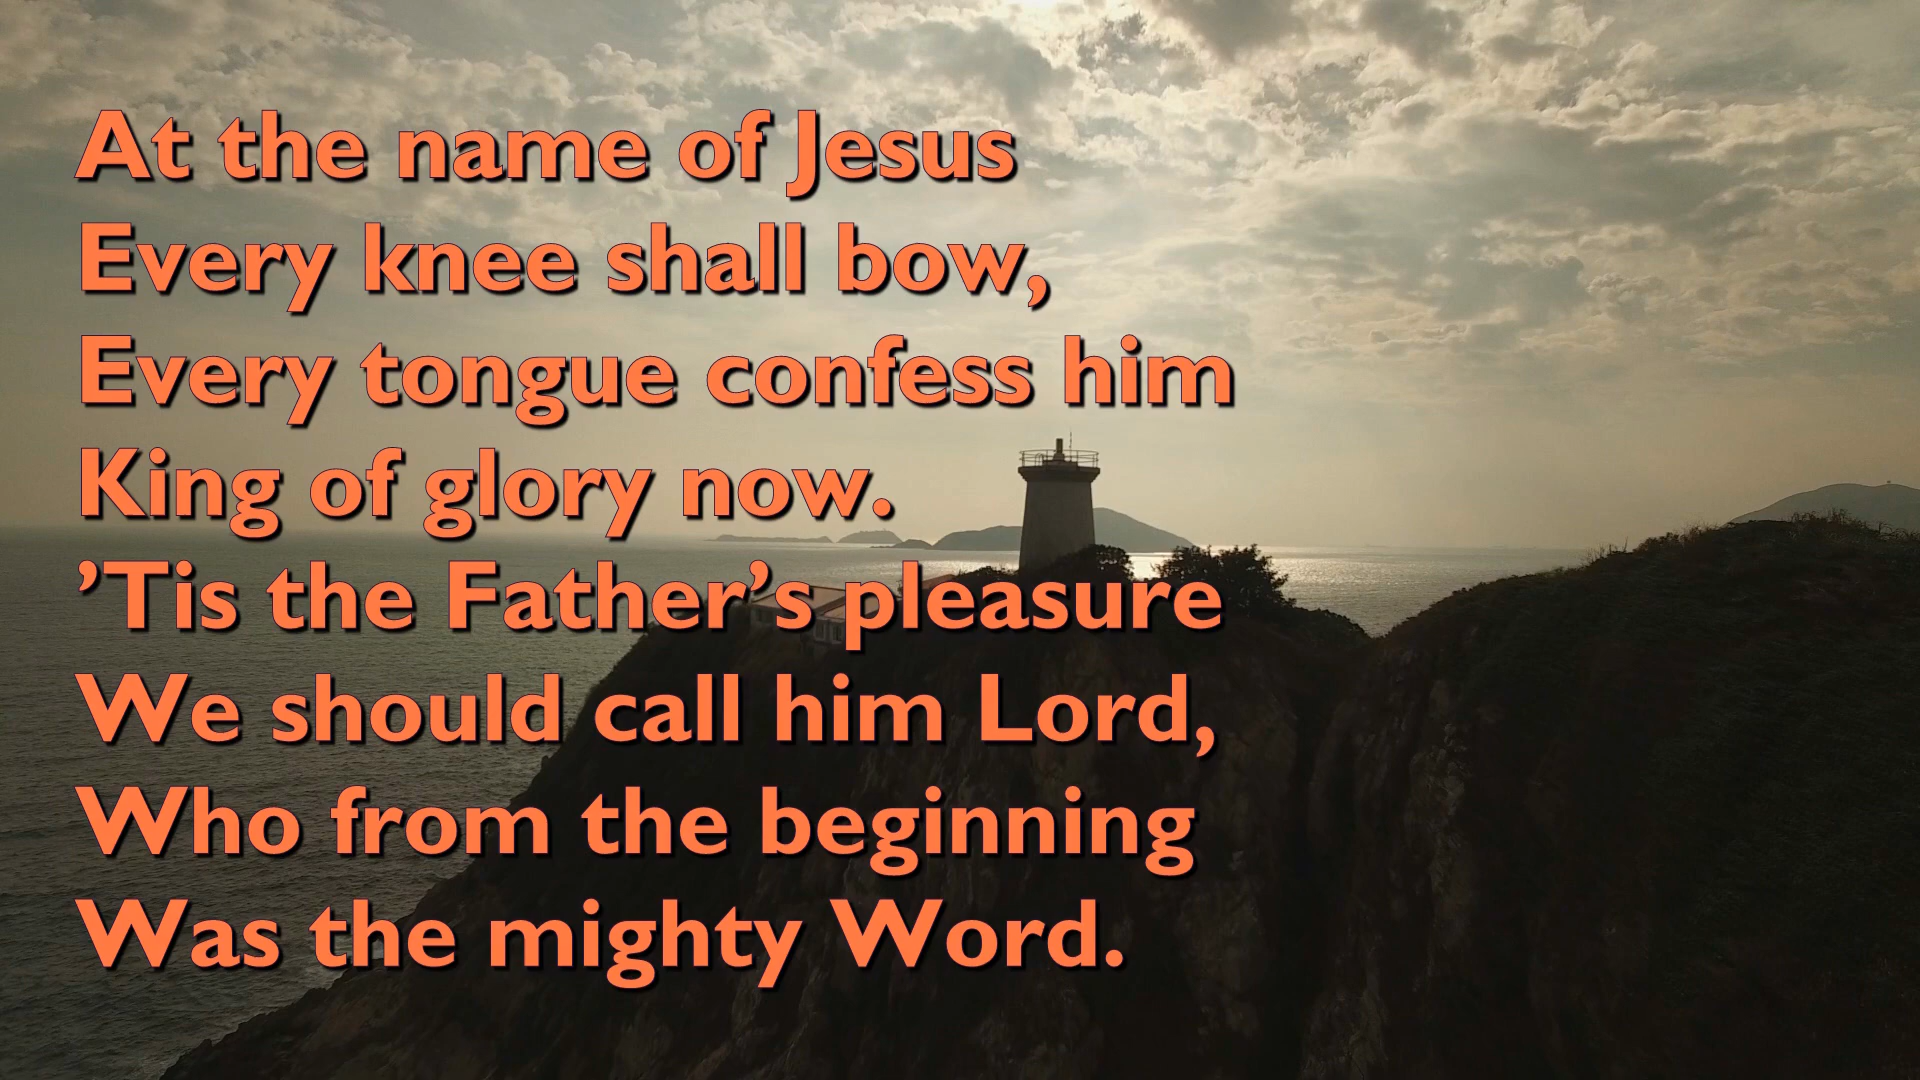 At the name of Jesus
Every knee shall bow,
Every tongue confess him
King of glory now.
’Tis the Father’s pleasure
We should call him Lord,
Who from the beginning
Was the mighty Word.